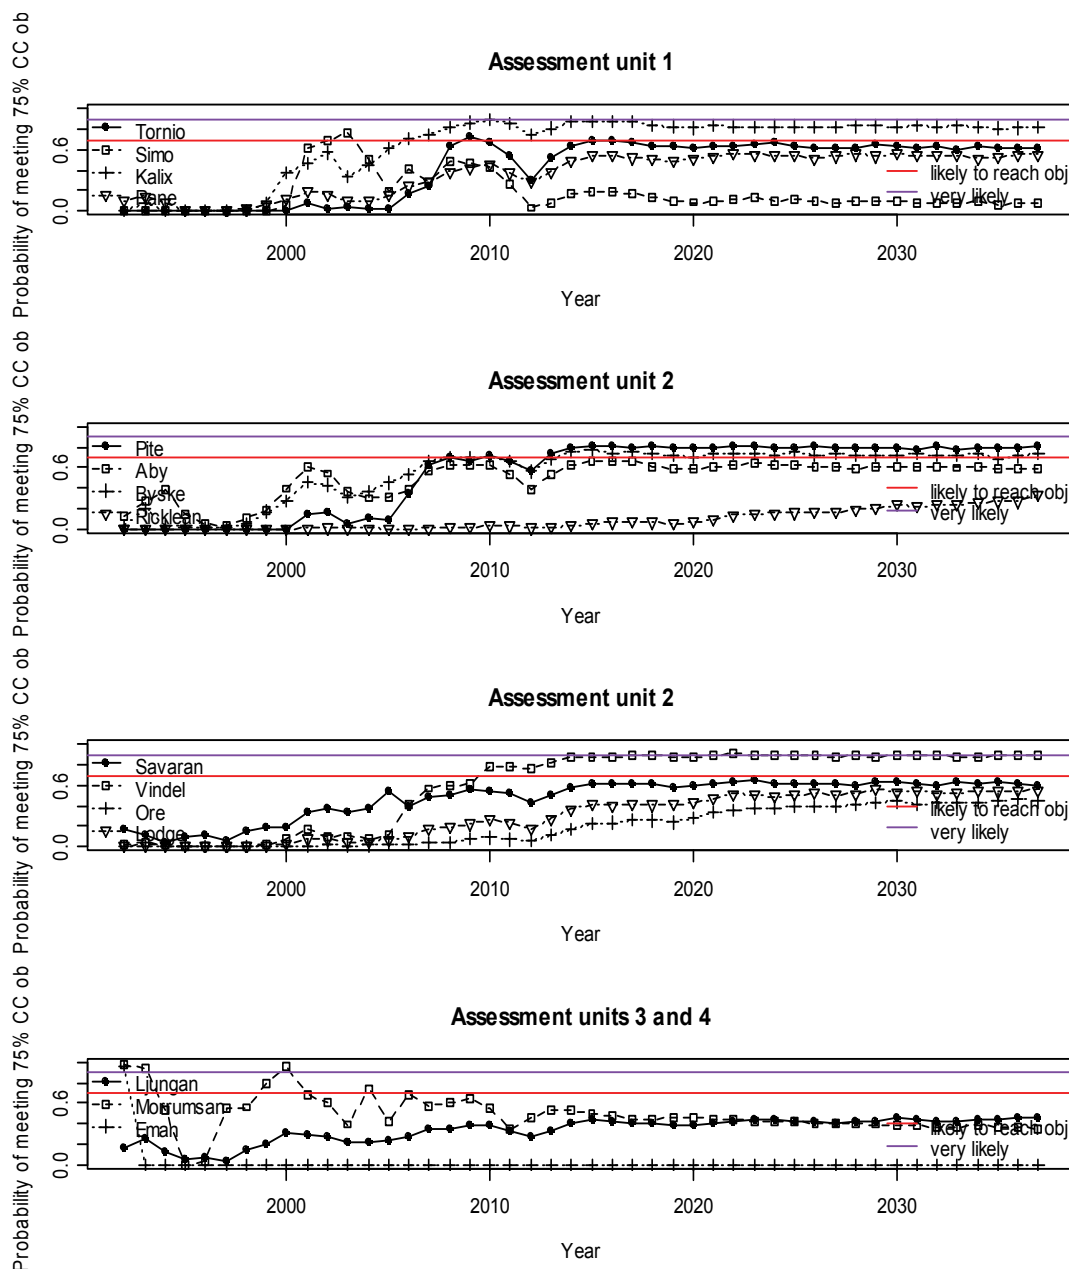 Assessment unit 1
Probability of meeting 75% CC ob
0.6
0.0
Tornio
Simo
Kalix
Rane
likely to reach obj
very likely
2000 2010 2020 2030
Year
Assessment unit 2
Probability of meeting 75% CC ob
0.6
0.0
Pite
Aby
Byske
Ricklean
likely to reach obj
very likely
2000 2010 2020 2030
Year
Assessment unit 2
Probability of meeting 75% CC ob
0.6
0.0
Savaran
Vindel
Ore
Lodge
likely to reach obj
very likely
2000 2010 2020 2030
Year
Assessment units 3 and 4
Probability of meeting 75% CC ob
0.6
0.0
Ljungan
Morrumsan
Eman
likely to reach obj
very likely
2000 2010 2020 2030
Year